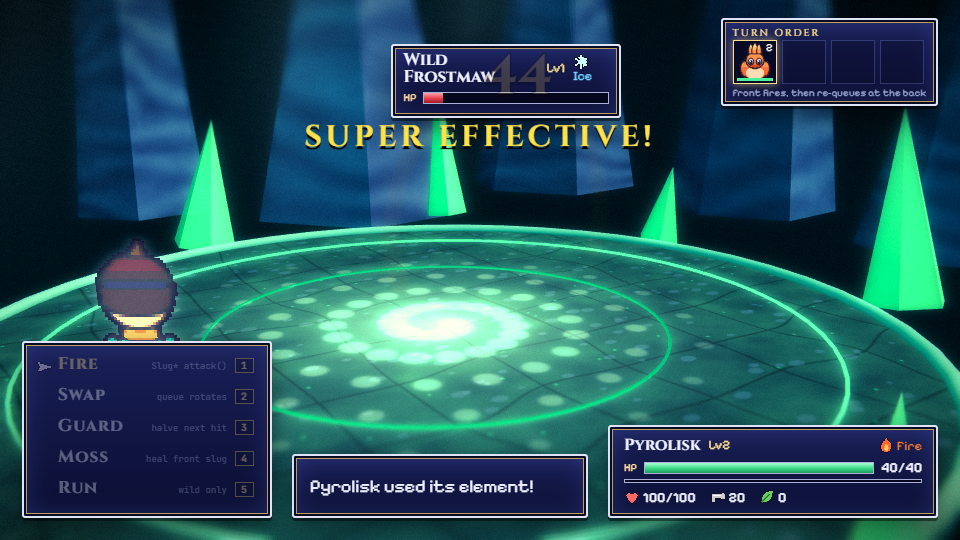 WILD FROSTMAW 44 Lv1 Ice
HP
TURN ORDER
2
front fires, then re-queues at the back
SUPER EFFECTIVE!
FIRE Slug* attack() 1
SWAP queue rotates 2
GUARD halve next hit 3
MOSS heal front slug 4
RUN wild only 5
Pyrolisk used its element!
PYROLISK Lv2 Fire
HP 40/40
100/100 20 0